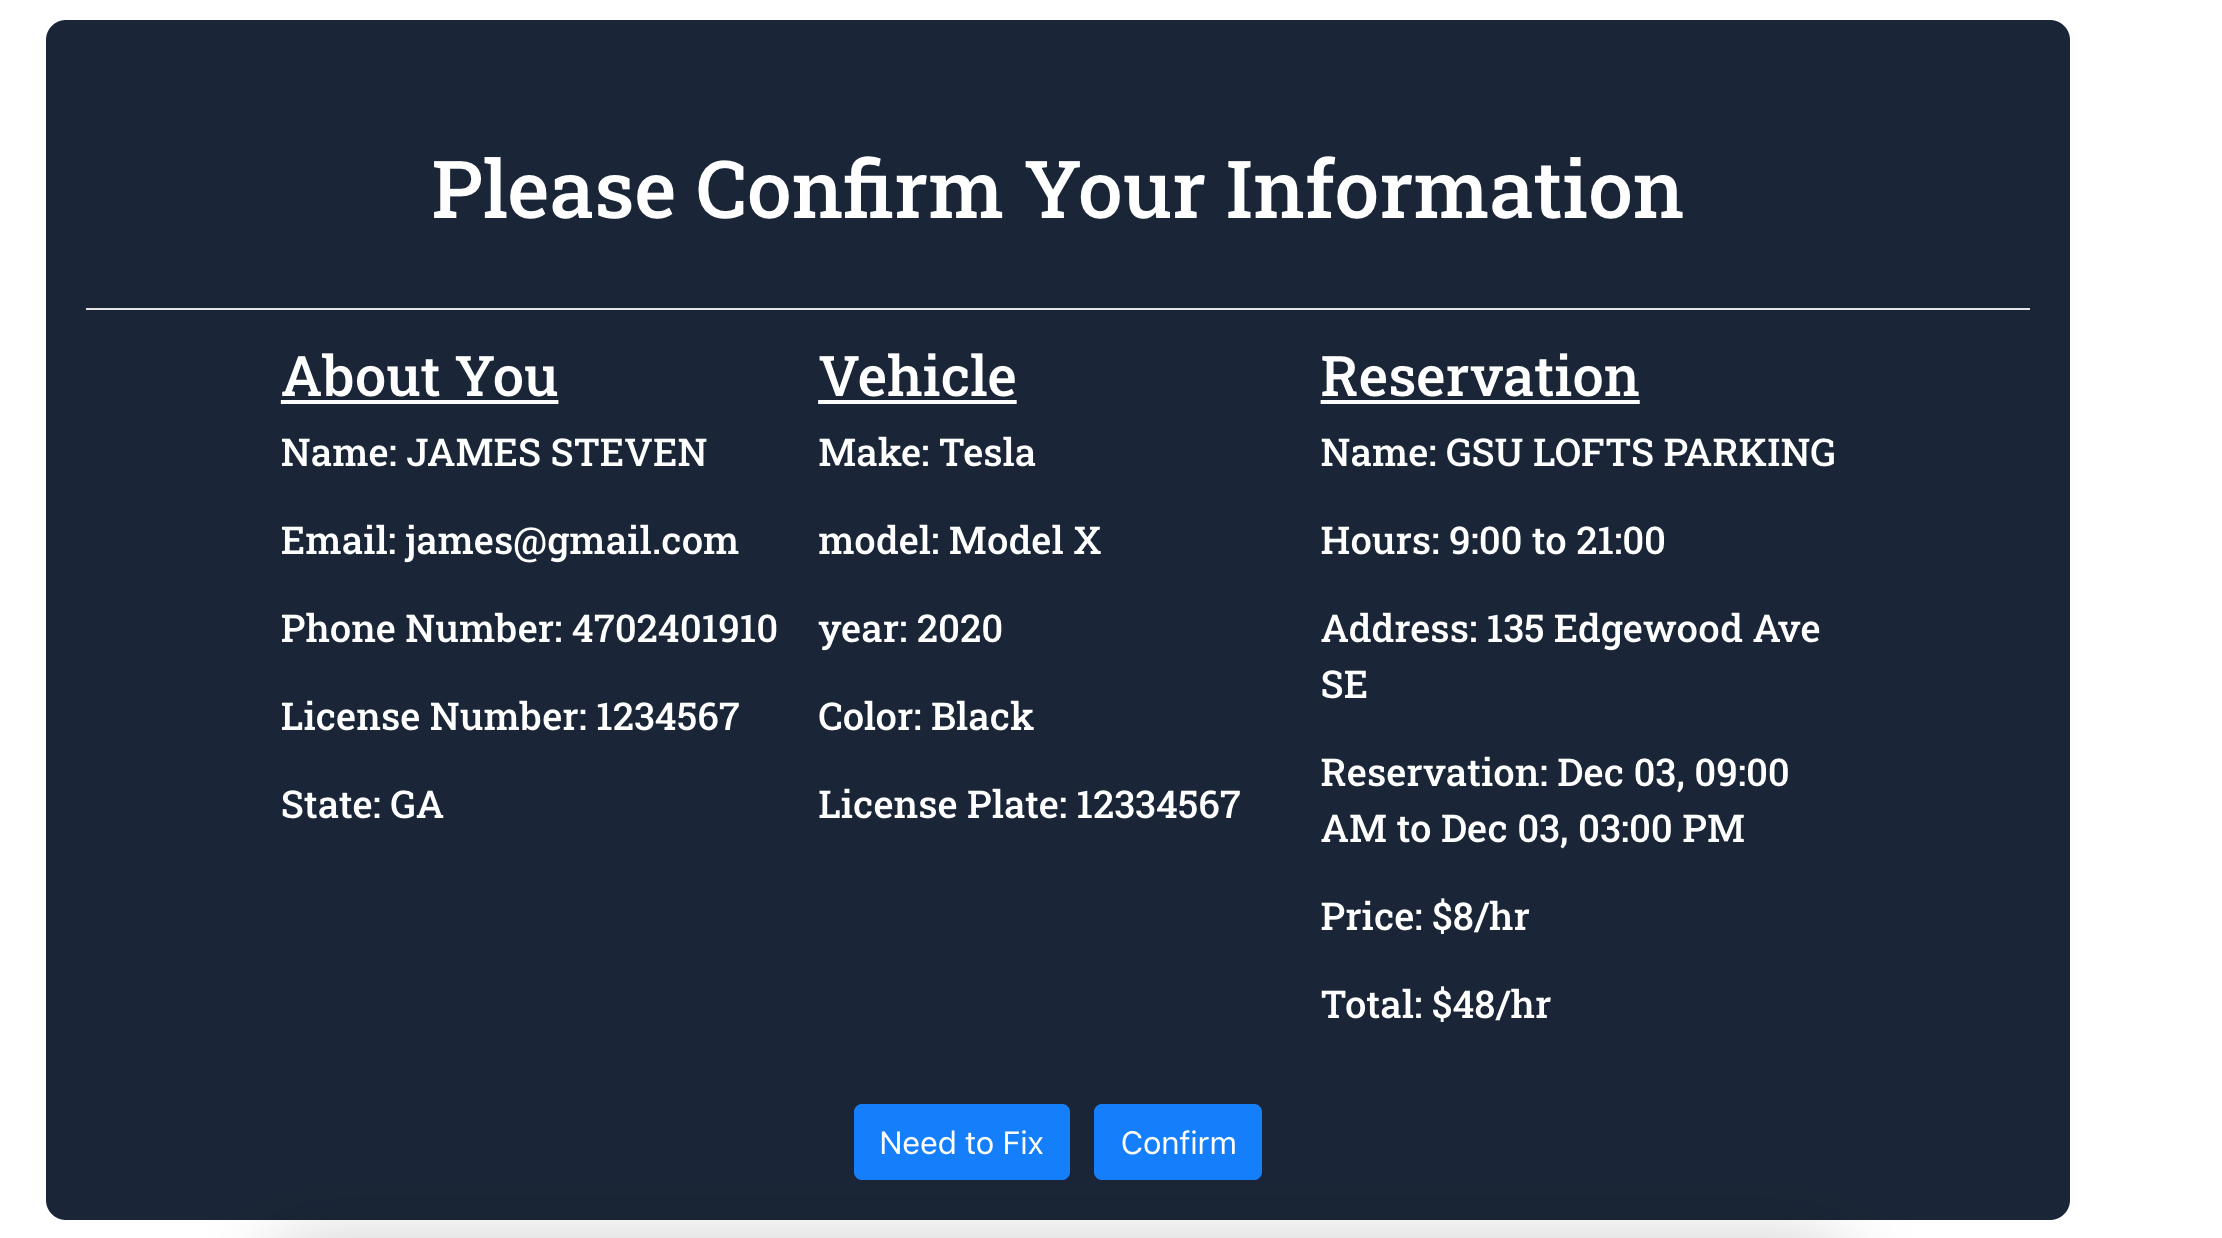 Please Confirm Your Information
About You
Name: JAMES STEVEN
Email: james@gmail.com
Phone Number: 4702401910
License Number: 1234567
State: GA
Vehicle
Make: Tesla
model: Model X
year: 2020
Color: Black
License Plate: 12334567
Reservation
Name: GSU LOFTS PARKING
Hours: 9:00 to 21:00
Address: 135 Edgewood Ave
SE
Reservation: Dec 03, 09:00
AM to Dec 03, 03:00 PM
Price: $8/hr
Total: $48/hr
Need to Fix
Confirm